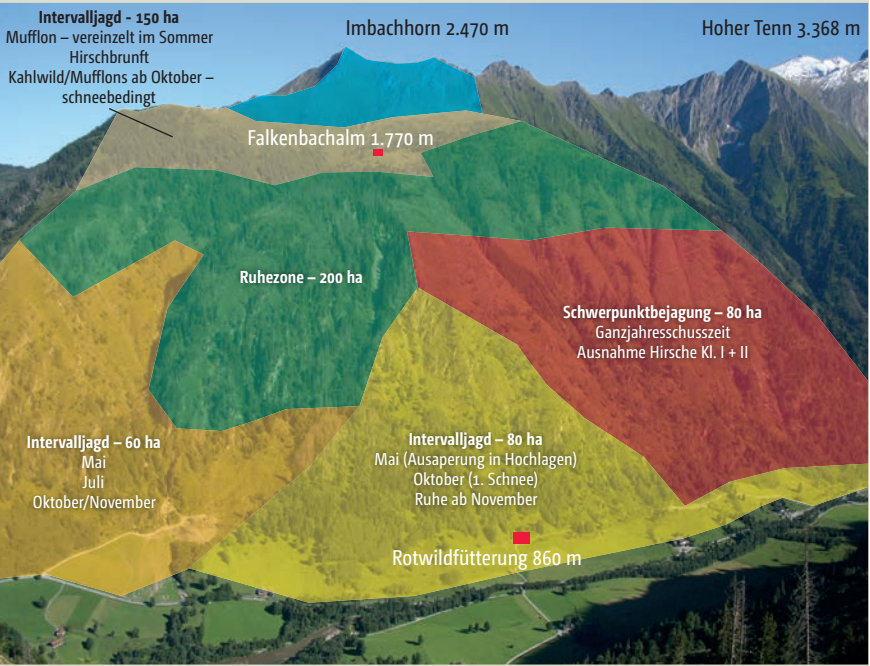 Intervalljagd - 150 ha
Mufflon – vereinzelt im Sommer
Hirschbrunft
Kahlwild/Mufflons ab Oktober –
schneebedingt
Imbachhorn 2.470 m
Hoher Tenn 3.368 m
Falkenbachalm 1.770 m
Ruhezone – 200 ha
Schwerpunktbejagung – 80 ha
Ganzjahresschusszeit
Ausnahme Hirsche Kl. I + II
Intervalljagd – 60 ha
Mai
Juli
Oktober/November
Intervalljagd – 80 ha
Mai (Ausaperung in Hochlagen)
Oktober (1. Schnee)
Ruhe ab November
Rotwildfütterung 860 m